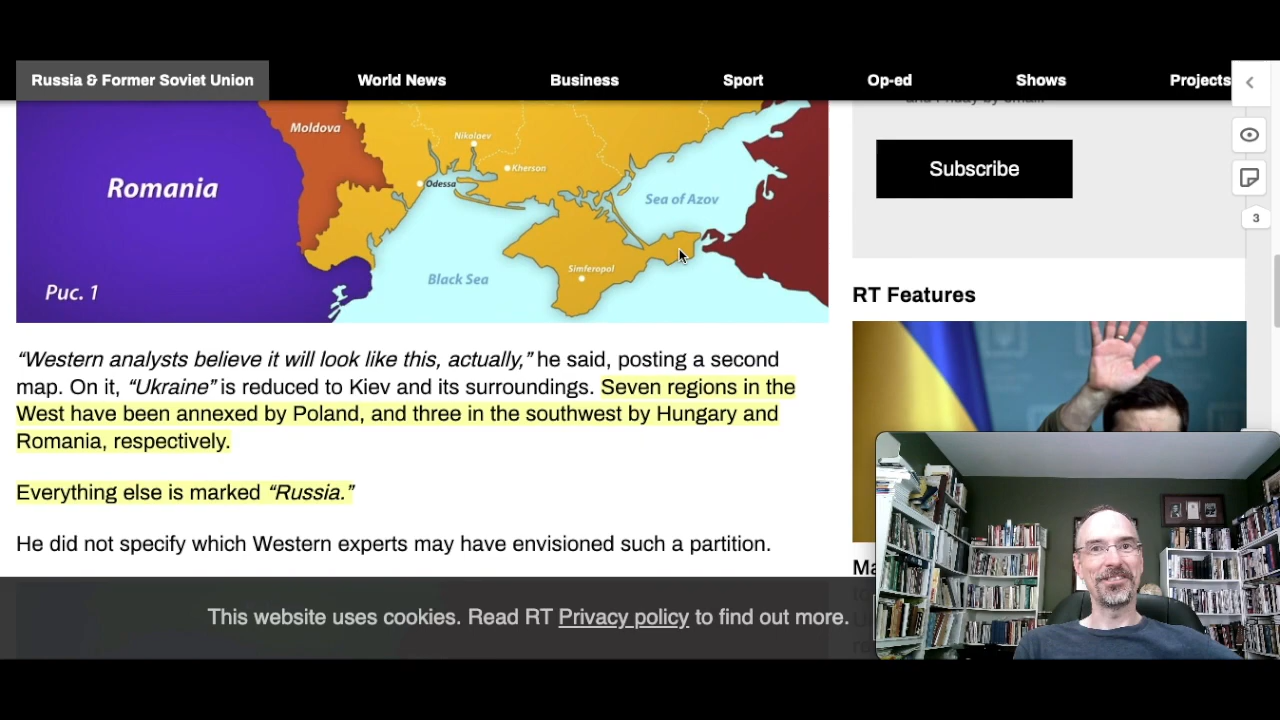 Russia & Former Soviet Union World News Business Sport Op-ed Shows Projects
Moldova
Nikolaev
Kherson
Odessa
Romania
Sea of Azov
Simferopol
Black Sea
Рис. 1
Subscribe
3
RT Features
“Western analysts believe it will look like this, actually,” he said, posting a second
map. On it, “Ukraine” is reduced to Kiev and its surroundings. Seven regions in the
West have been annexed by Poland, and three in the southwest by Hungary and
Romania, respectively.
Everything else is marked “Russia.”
He did not specify which Western experts may have envisioned such a partition.
This website uses cookies. Read RT Privacy policy to find out more.